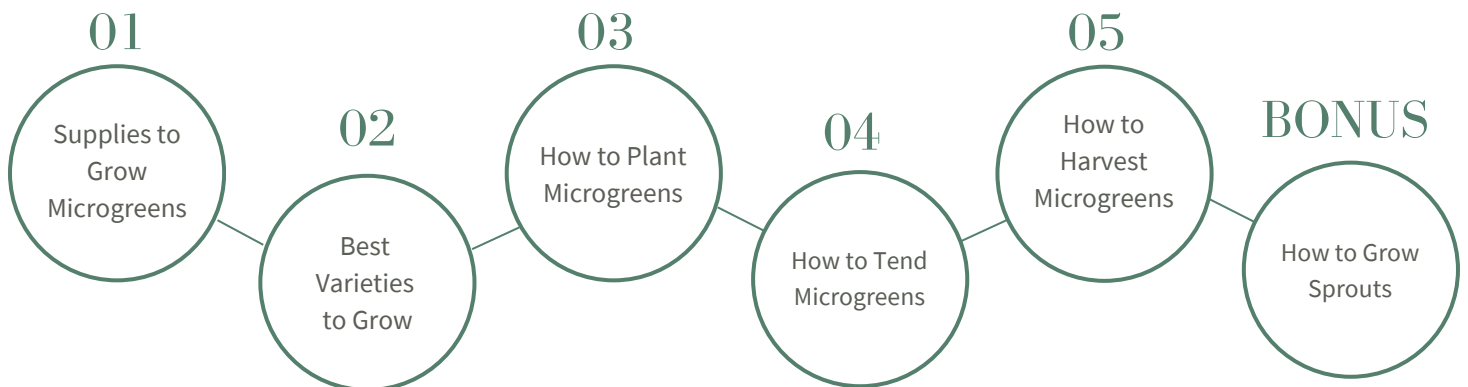 01
Supplies to
Grow
Microgreens
02
Best
Varieties
to Grow
03
How to Plant
Microgreens
04
How to Tend
Microgreens
05
How to
Harvest
Microgreens
BONUS
How to Grow
Sprouts